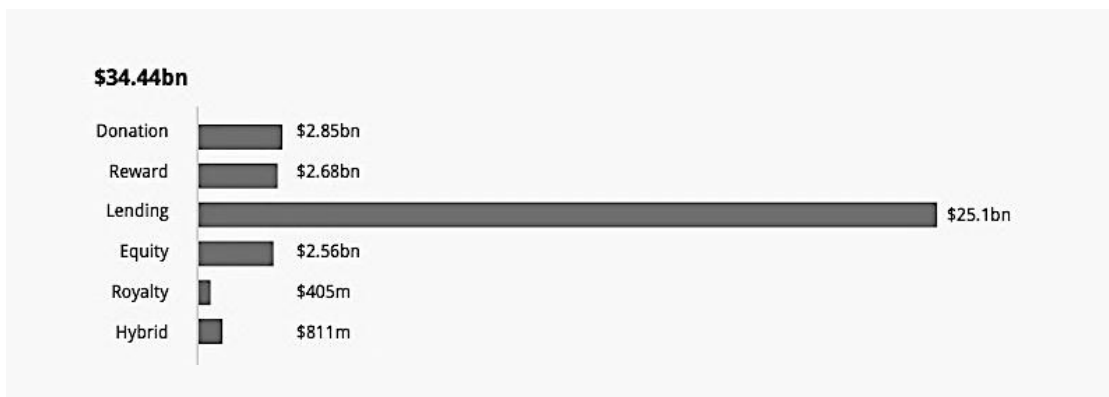 $34.44bn
Donation $2.85bn
Reward $2.68bn
Lending $25.1bn
Equity $2.56bn
Royalty $405m
Hybrid $811m